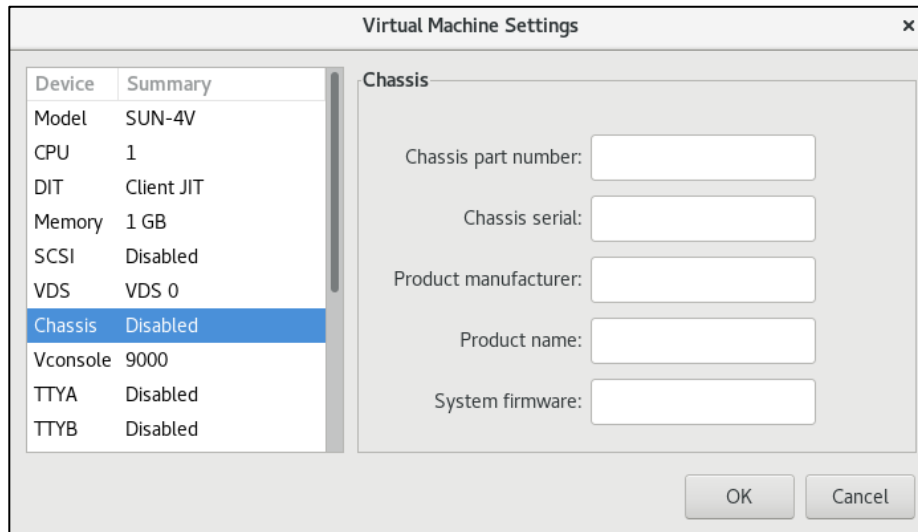 Virtual Machine Settings ×
Device Summary
Model SUN-4V
CPU 1
DIT Client JIT
Memory 1 GB
SCSI Disabled
VDS VDS 0
Chassis Disabled
Vconsole 9000
TTYA Disabled
TTYB Disabled
Chassis
Chassis part number:
Chassis serial:
Product manufacturer:
Product name:
System firmware:
OK Cancel